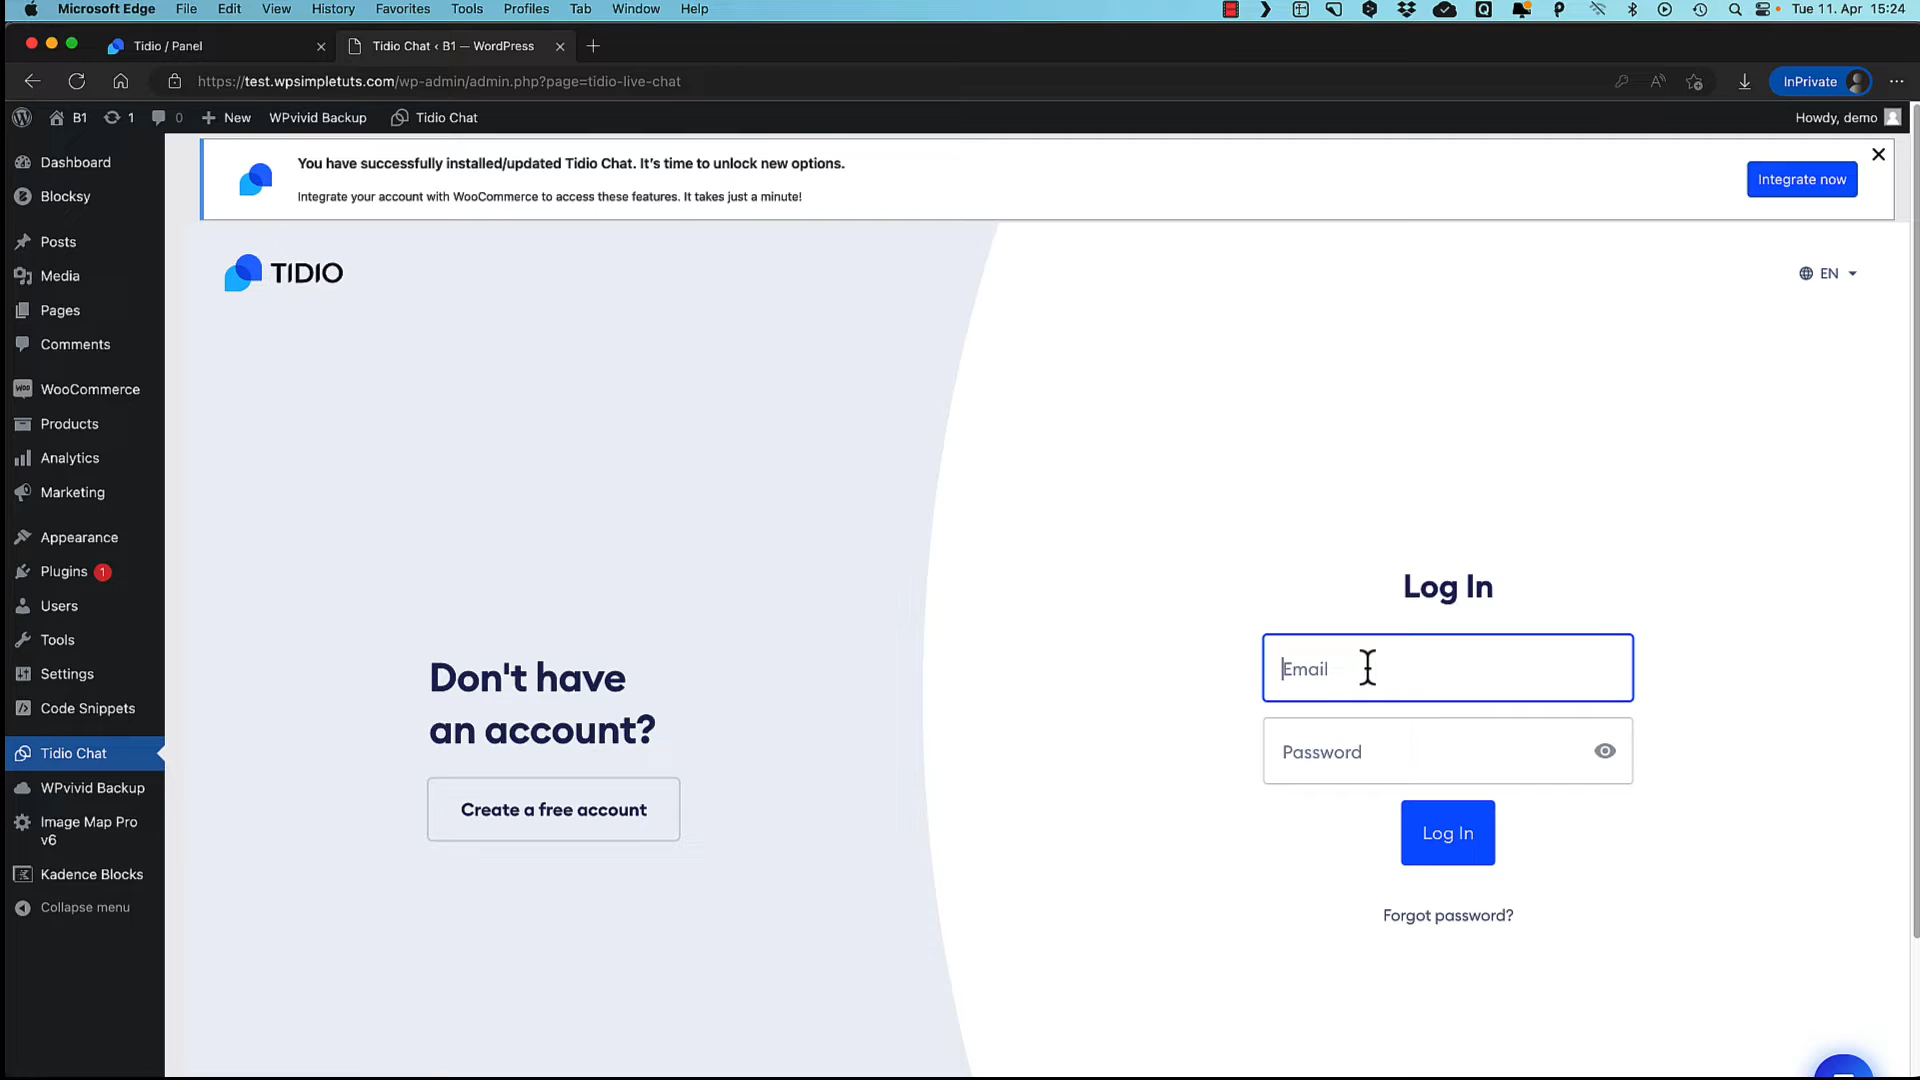 Microsoft Edge File Edit View History Favorites Tools Profiles Tab Window Help Tue 11. Apr 15:24
Tidio / Panel Tidio Chat ‹ B1 — WordPress
https://test.wpsimpletuts.com/wp-admin/admin.php?page=tidio-live-chat InPrivate
B1 1 0 New WPvivid Backup Tidio Chat Howdy, demo
Dashboard
Blocksy
Posts
Media
Pages
Comments
WooCommerce
Products
Analytics
Marketing
Appearance
Plugins 1
Users
Tools
Settings
Code Snippets
Tidio Chat
WPvivid Backup
Image Map Pro
v6
Kadence Blocks
Collapse menu
You have successfully installed/updated Tidio Chat. It's time to unlock new options.
Integrate your account with WooCommerce to access these features. It takes just a minute!
Integrate now
TIDIO
EN
Don't have
an account?
Create a free account
Log In
Email
Password
Log In
Forgot password?